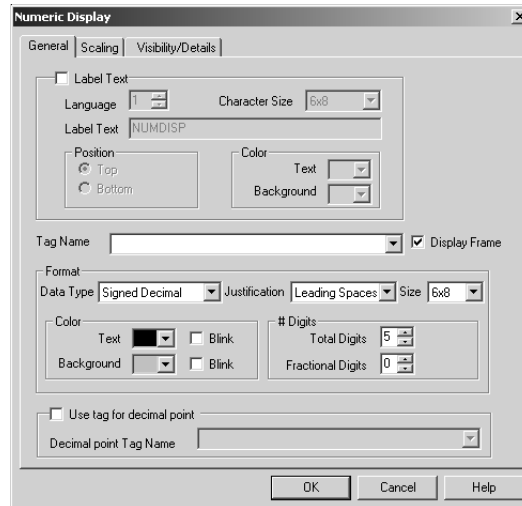 Numeric Display
General Scaling Visibility/Details
Label Text
Language 1 Character Size 6x8
Label Text NUMDISP
Position Color
Top Text
Bottom Background
Tag Name Display Frame
Format
Data Type Signed Decimal Justification Leading Spaces Size 6x8
Color # Digits
Text Blink Total Digits 5
Background Blink Fractional Digits 0
Use tag for decimal point
Decimal point Tag Name
OK Cancel Help